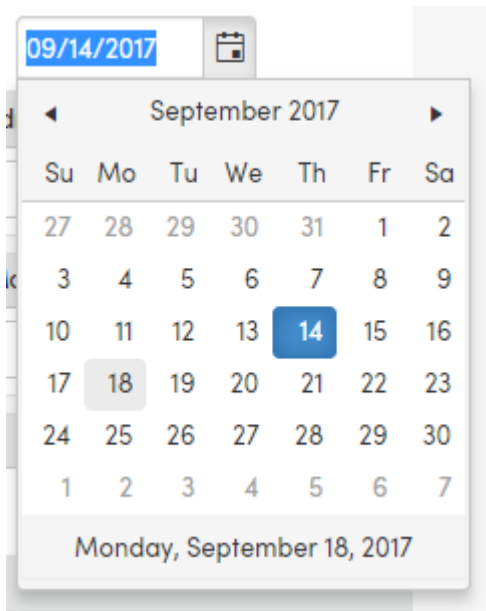 09/14/2017
September 2017
Su Mo Tu We Th Fr Sa
27 28 29 30 31 1 2
3 4 5 6 7 8 9
10 11 12 13 14 15 16
17 18 19 20 21 22 23
24 25 26 27 28 29 30
1 2 3 4 5 6 7
Monday, September 18, 2017